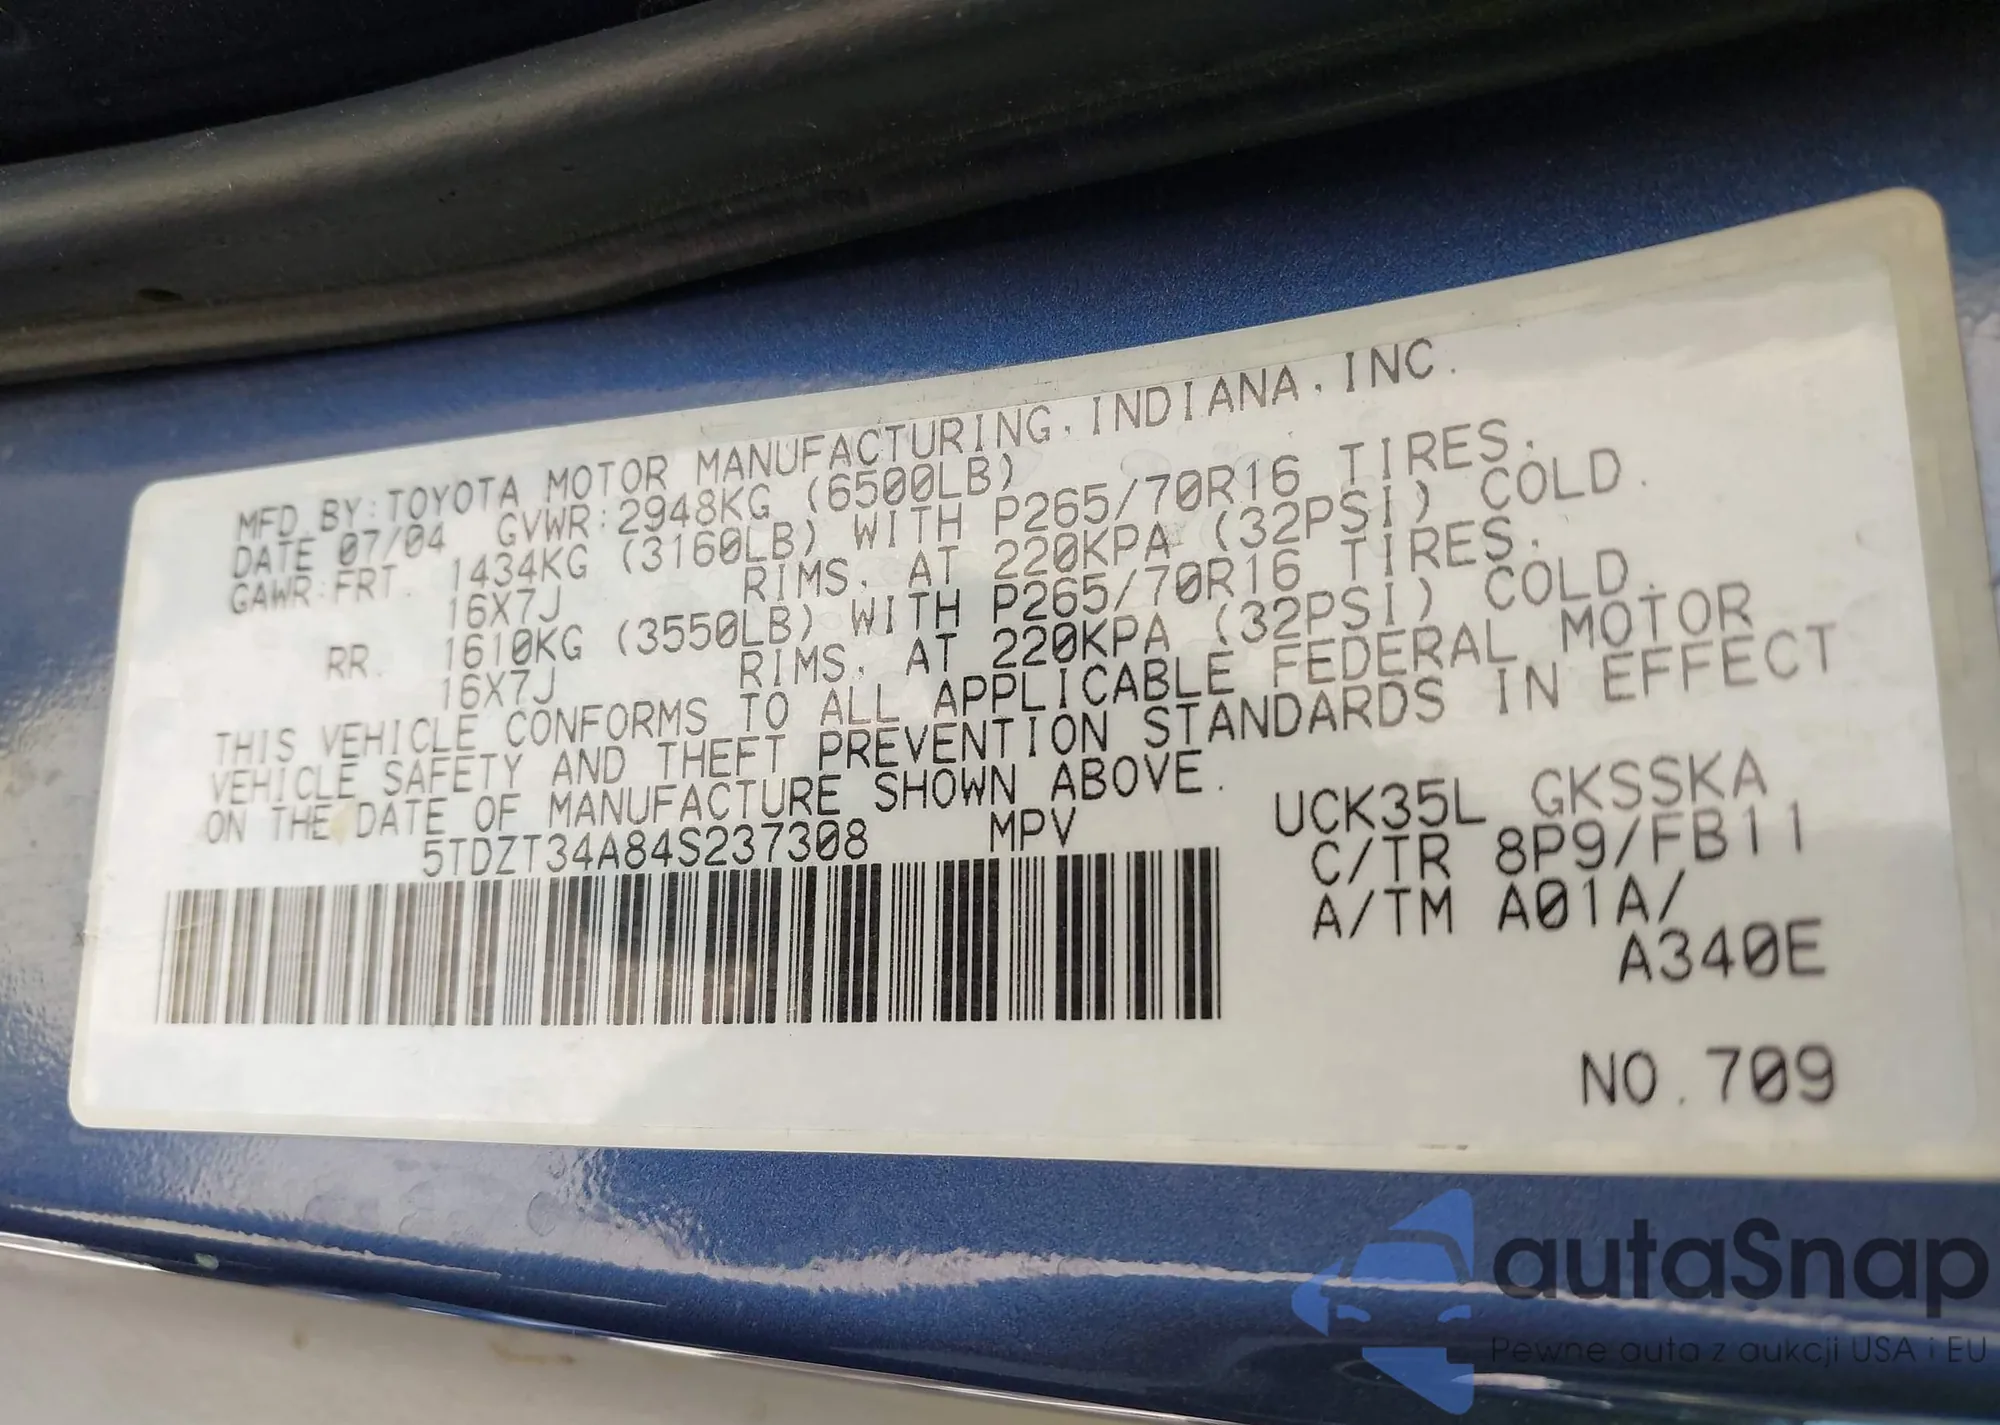 MFD. BY: TOYOTA MOTOR MANUFACTURING, INDIANA, INC.
DATE 07/04 GVWR: 2948KG (6500LB)
GAWR: FRT. 1434KG (3160LB) WITH P265/70R16 TIRES.
16X7J RIMS, AT 220KPA (32PSI) COLD.
RR. 1610KG (3550LB) WITH P265/70R16 TIRES.
16X7J RIMS, AT 220KPA (32PSI) COLD.
THIS VEHICLE CONFORMS TO ALL APPLICABLE FEDERAL MOTOR
VEHICLE SAFETY AND THEFT PREVENTION STANDARDS IN EFFECT
ON THE DATE OF MANUFACTURE SHOWN ABOVE.
5TDZT34A84S237308 MPV UCK35L GKSSKA
C/TR 8P9/FB11
A/TM A01A/
A340E
NO. 709
autaSnap
Pewne auta z aukcji USA i EU